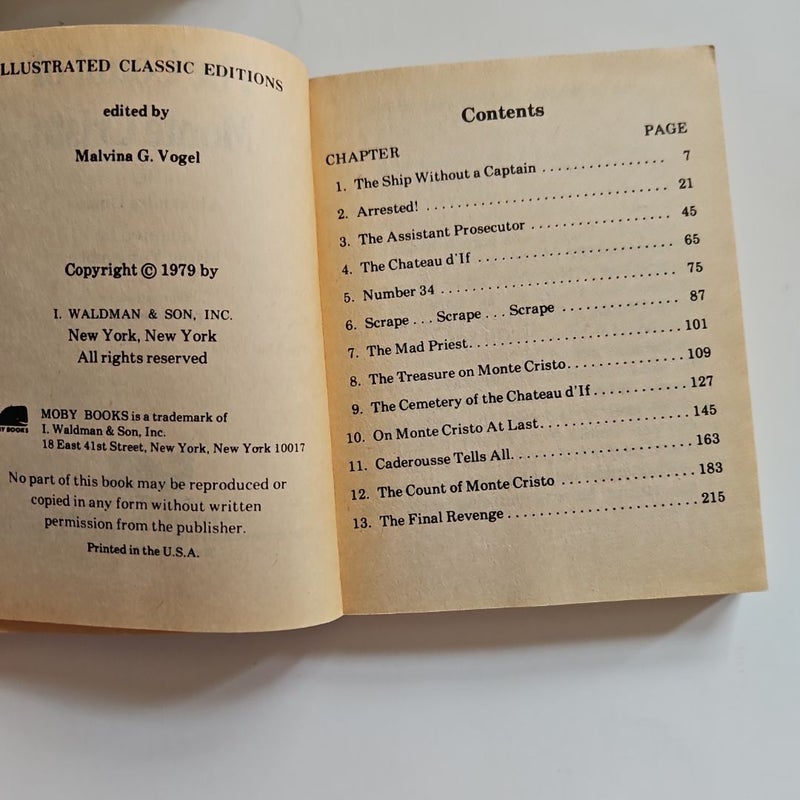 LLUSTRATED CLASSIC EDITIONS
edited by
Malvina G. Vogel
Copyright © 1979 by
I. WALDMAN & SON, INC.
New York, New York
All rights reserved
BY BOOKS
MOBY BOOKS is a trademark of
I. Waldman & Son, Inc.
18 East 41st Street, New York, New York 10017
No part of this book may be reproduced or
copied in any form without written
permission from the publisher.
Printed in the U.S.A.
Contents
CHAPTER PAGE
1. The Ship Without a Captain . . . . . . . . . . . . . . . 7
2. Arrested! . . . . . . . . . . . . . . . . . . . . . . . . . . . . . 21
3. The Assistant Prosecutor . . . . . . . . . . . . . . . . . 45
4. The Chateau d'If . . . . . . . . . . . . . . . . . . . . . . . 65
5. Number 34 . . . . . . . . . . . . . . . . . . . . . . . . . . . . 75
6. Scrape . . . Scrape . . . Scrape . . . . . . . . . . . . . . 87
7. The Mad Priest. . . . . . . . . . . . . . . . . . . . . . . . 101
8. The Treasure on Monte Cristo. . . . . . . . . . . . . 109
9. The Cemetery of the Chateau d'If . . . . . . . . . . 127
10. On Monte Cristo At Last. . . . . . . . . . . . . . . . . 145
11. Caderousse Tells All. . . . . . . . . . . . . . . . . . . . 163
12. The Count of Monte Cristo . . . . . . . . . . . . . . . 183
13. The Final Revenge . . . . . . . . . . . . . . . . . . . . . 215